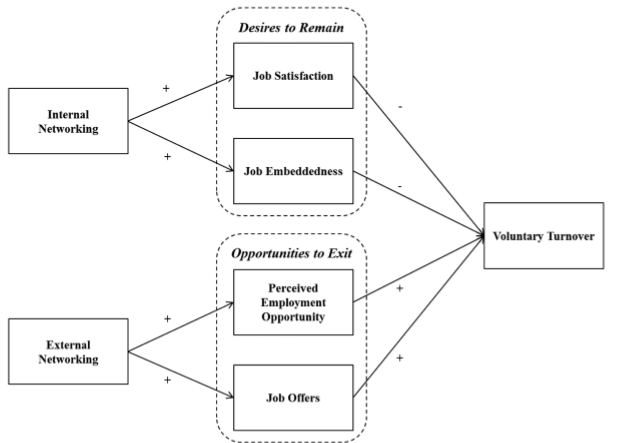 Desires to Remain
Job Satisfaction
+
-
Internal
Networking
+
Job Embeddedness
-
Voluntary Turnover
Opportunities to Exit
Perceived
Employment
Opportunity
+
+
External
Networking
+
Job Offers
+